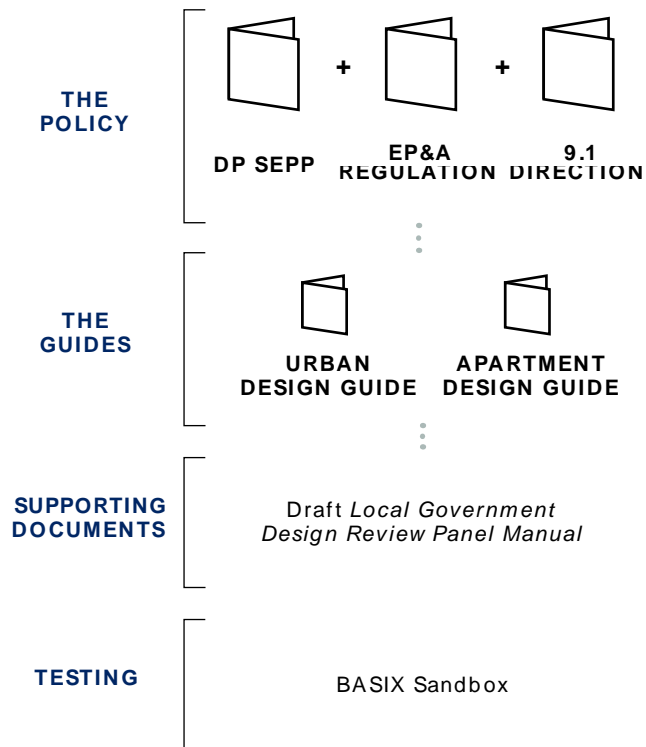 THE
POLICY
+
+
DP SEPP
EP&A
REGULATION
9.1
DIRECTION
THE
GUIDES
URBAN
DESIGN GUIDE
APARTMENT
DESIGN GUIDE
SUPPORTING
DOCUMENTS
Draft Local Government
Design Review Panel Manual
TESTING
BASIX Sandbox